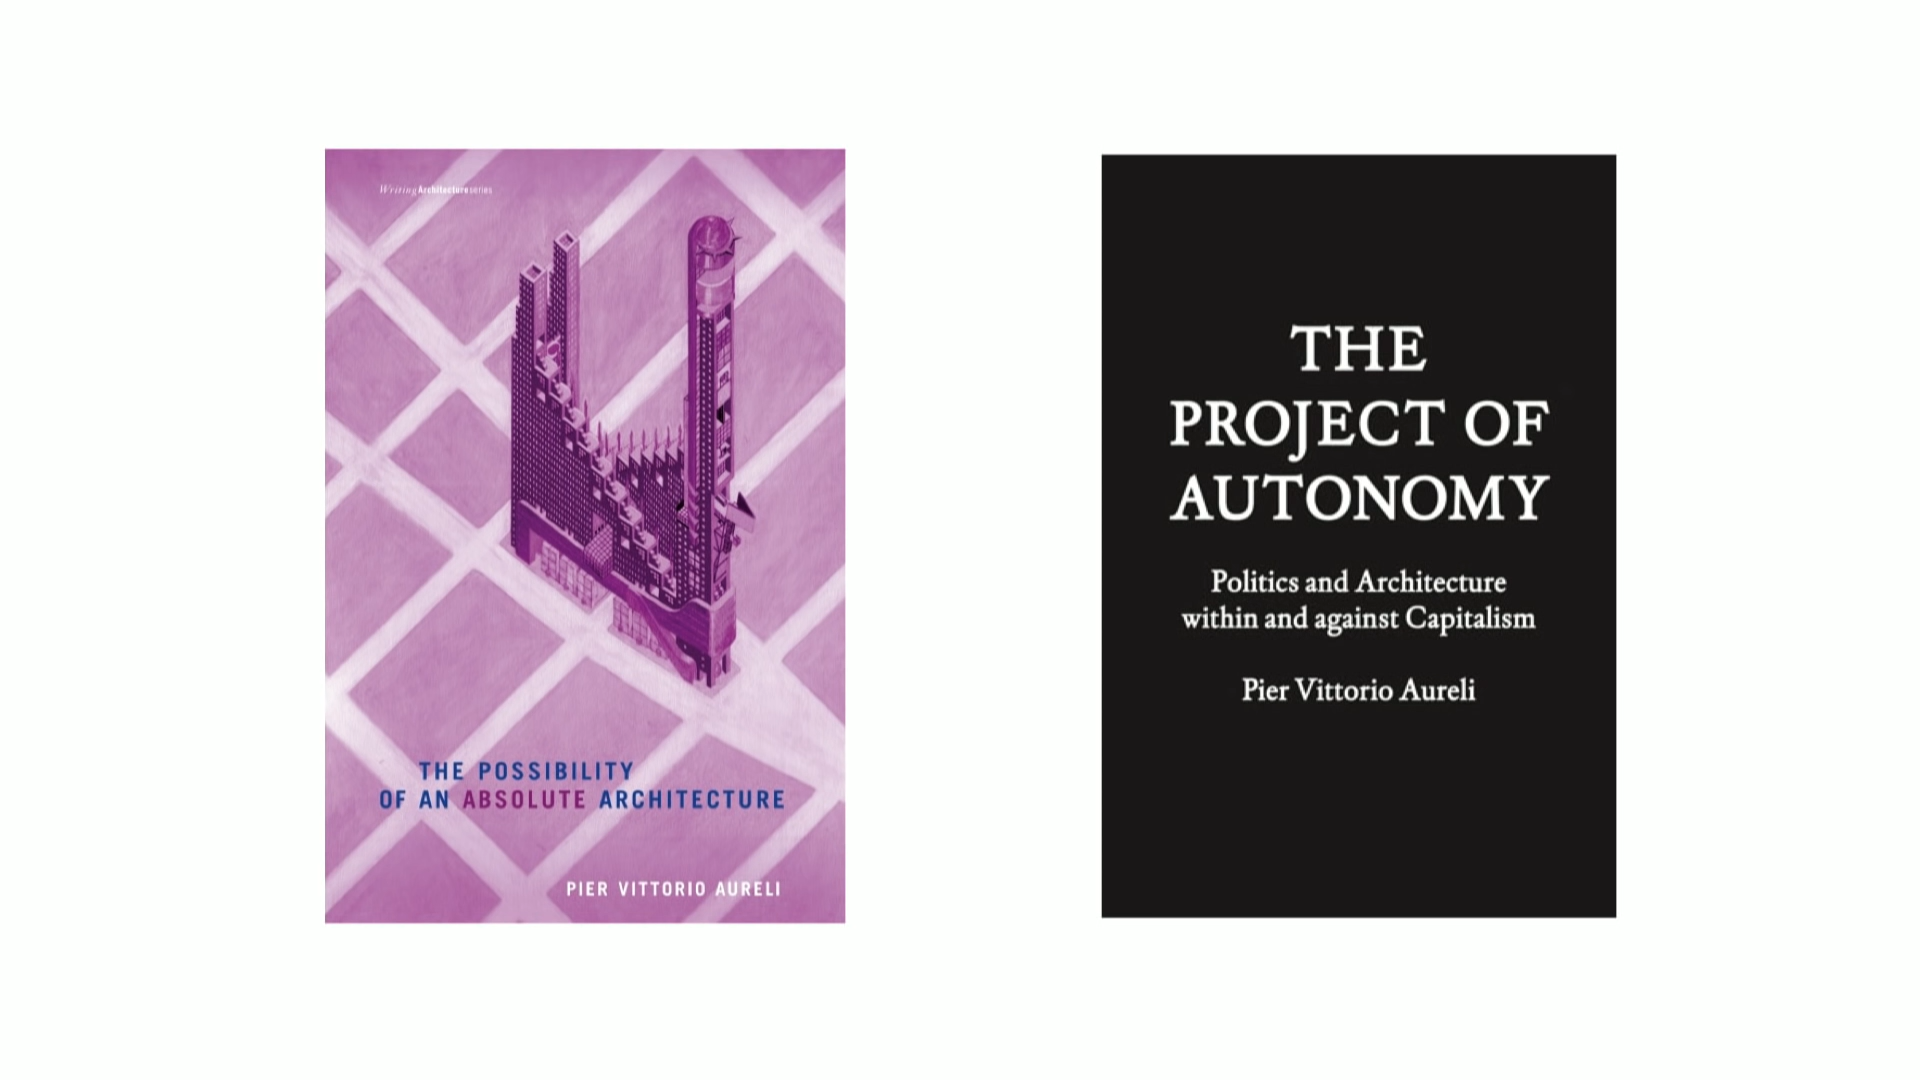 Writing Architecture series
THE POSSIBILITY
OF AN ABSOLUTE ARCHITECTURE
PIER VITTORIO AURELI
THE
PROJECT OF
AUTONOMY
Politics and Architecture
within and against Capitalism
Pier Vittorio Aureli